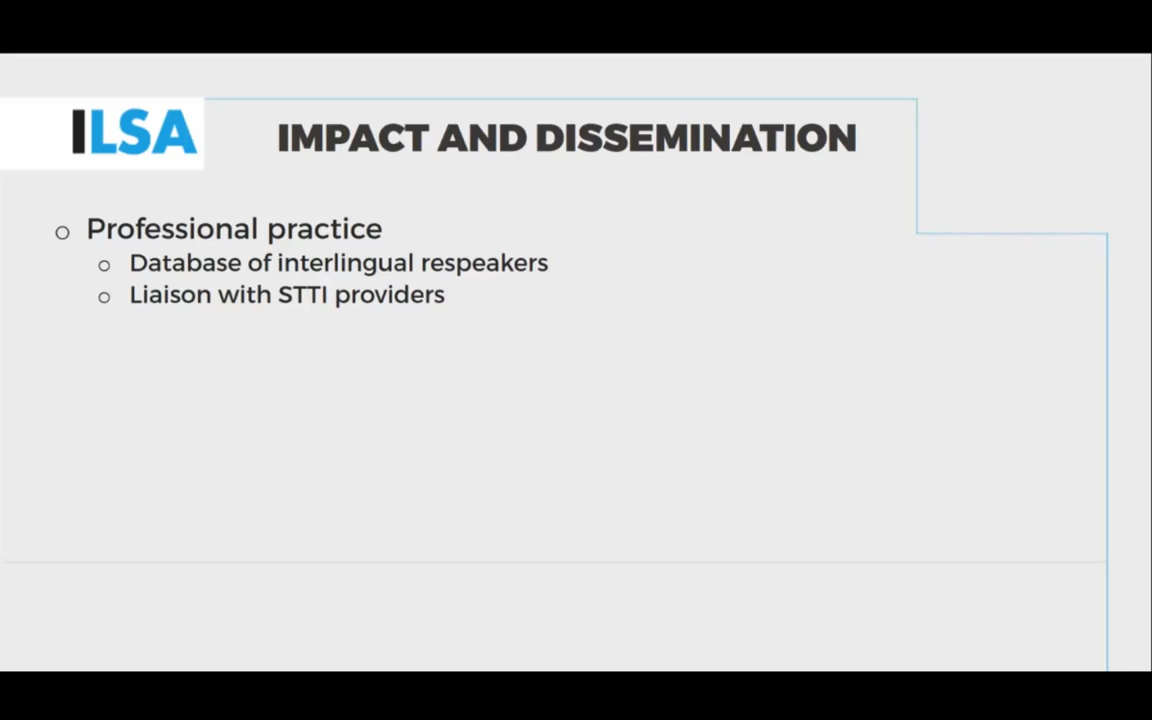 ILSA
IMPACT AND DISSEMINATION
Professional practice
Database of interlingual respeakers
Liaison with STTI providers